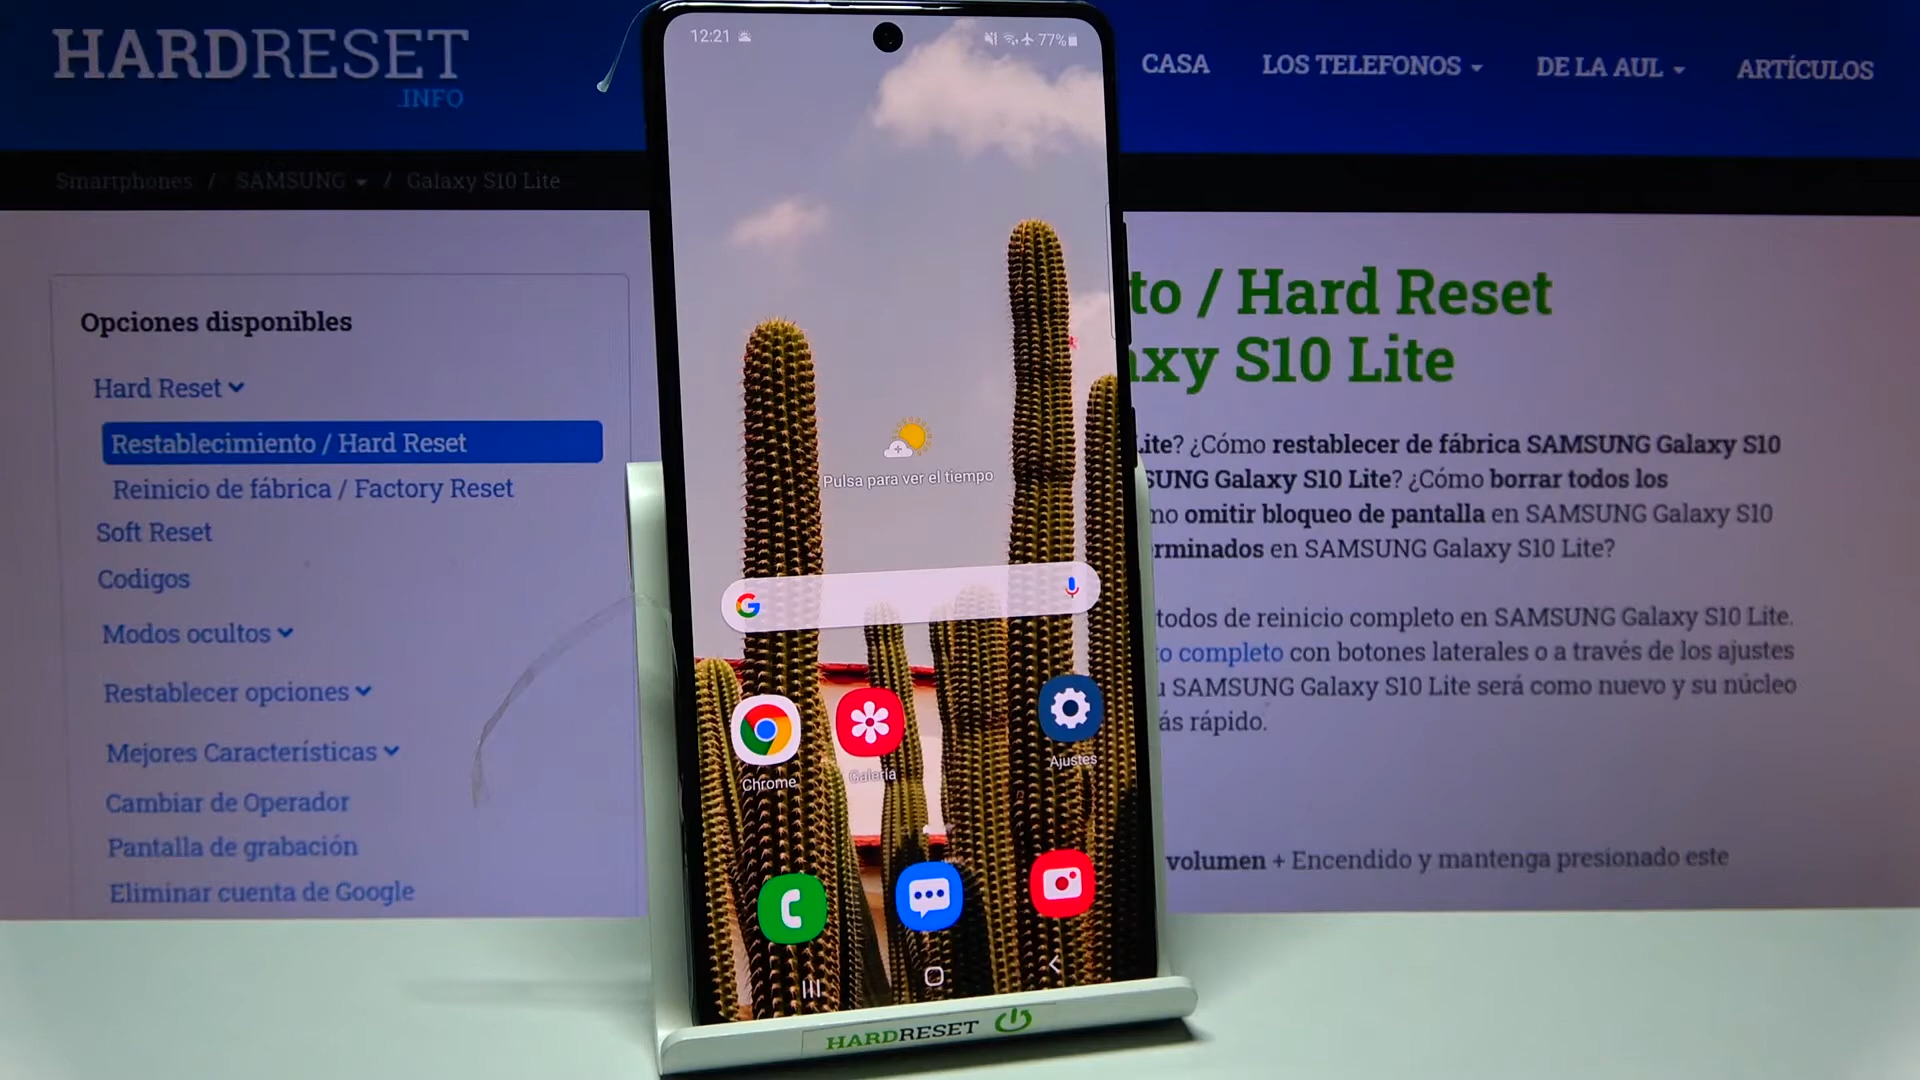 HARDRESET
.INFO
CASA
LOS TELEFONOS
DE LA AUL
ARTÍCULOS
Smartphones / SAMSUNG / Galaxy S10 Lite
Opciones disponibles
Hard Reset
Restablecimiento / Hard Reset
Reinicio de fábrica / Factory Reset
Soft Reset
Codigos
Modos ocultos
Restablecer opciones
Mejores Características
Cambiar de Operador
Pantalla de grabación
Eliminar cuenta de Google
12:21
77%
Pulsa para ver el tiempo
Chrome
Galería
Ajustes
HARDRESET
to / Hard Reset
axy S10 Lite
Lite? ¿Cómo restablecer de fábrica SAMSUNG Galaxy S10
SUNG Galaxy S10 Lite? ¿Cómo borrar todos los
mo omitir bloqueo de pantalla en SAMSUNG Galaxy S10
rminados en SAMSUNG Galaxy S10 Lite?
todos de reinicio completo en SAMSUNG Galaxy S10 Lite.
o completo con botones laterales o a través de los ajustes
u SAMSUNG Galaxy S10 Lite será como nuevo y su núcleo
ás rápido.
volumen + Encendido y mantenga presionado este